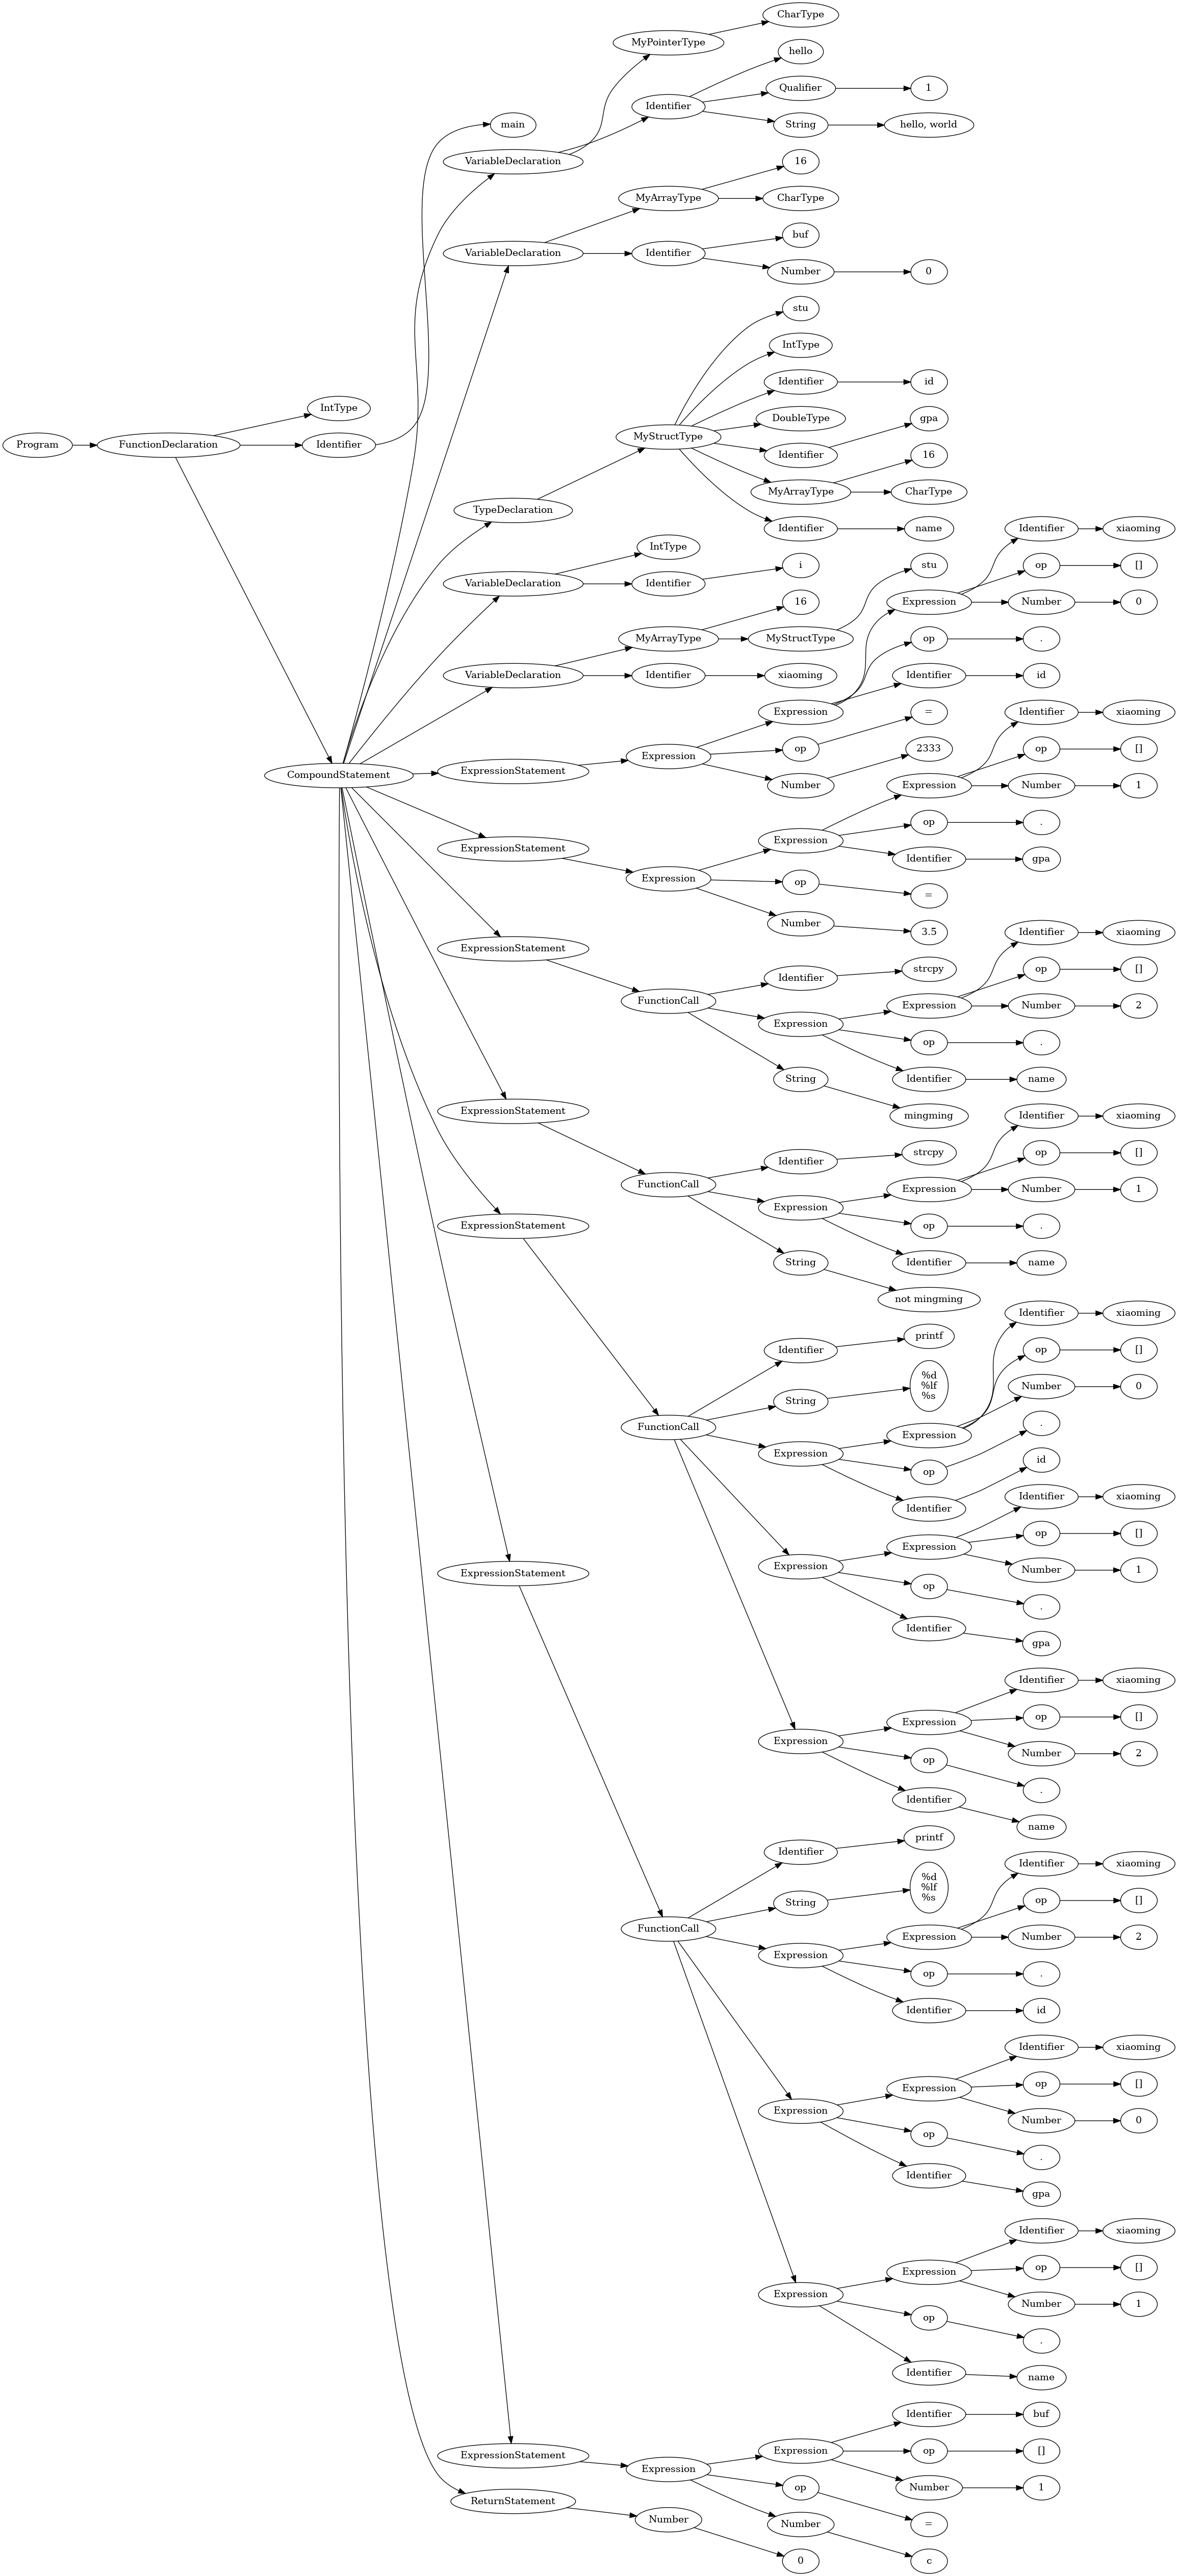 Program
FunctionDeclaration
IntType
Identifier
main
CompoundStatement
VariableDeclaration
MyPointerType
CharType
Identifier
hello
Qualifier
1
String
hello, world
VariableDeclaration
MyArrayType
16
CharType
Identifier
buf
Number
0
TypeDeclaration
MyStructType
stu
IntType
Identifier
id
DoubleType
Identifier
gpa
MyArrayType
16
CharType
Identifier
name
VariableDeclaration
IntType
Identifier
i
VariableDeclaration
MyArrayType
16
MyStructType
stu
Identifier
xiaoming
ExpressionStatement
Expression
Expression
Expression
Identifier
xiaoming
op
[]
Number
0
op
.
Identifier
id
op
=
Number
2333
ExpressionStatement
Expression
Expression
Expression
Identifier
xiaoming
op
[]
Number
1
op
.
Identifier
gpa
op
=
Number
3.5
ExpressionStatement
FunctionCall
Identifier
strcpy
Expression
Expression
Identifier
xiaoming
op
[]
Number
2
op
.
Identifier
name
String
mingming
ExpressionStatement
FunctionCall
Identifier
strcpy
Expression
Expression
Identifier
xiaoming
op
[]
Number
1
op
.
Identifier
name
String
not mingming
ExpressionStatement
FunctionCall
Identifier
printf
String
%d
%lf
%s
Expression
Expression
Identifier
xiaoming
op
[]
Number
0
op
.
Identifier
id
Expression
Expression
Identifier
xiaoming
op
[]
Number
1
op
.
Identifier
gpa
Expression
Expression
Identifier
xiaoming
op
[]
Number
2
op
.
Identifier
name
ExpressionStatement
FunctionCall
Identifier
printf
String
%d
%lf
%s
Expression
Expression
Identifier
xiaoming
op
[]
Number
2
op
.
Identifier
id
Expression
Expression
Identifier
xiaoming
op
[]
Number
0
op
.
Identifier
gpa
Expression
Expression
Identifier
xiaoming
op
[]
Number
1
op
.
Identifier
name
ExpressionStatement
Expression
Expression
Identifier
buf
op
[]
Number
1
op
=
Number
c
ReturnStatement
Number
0